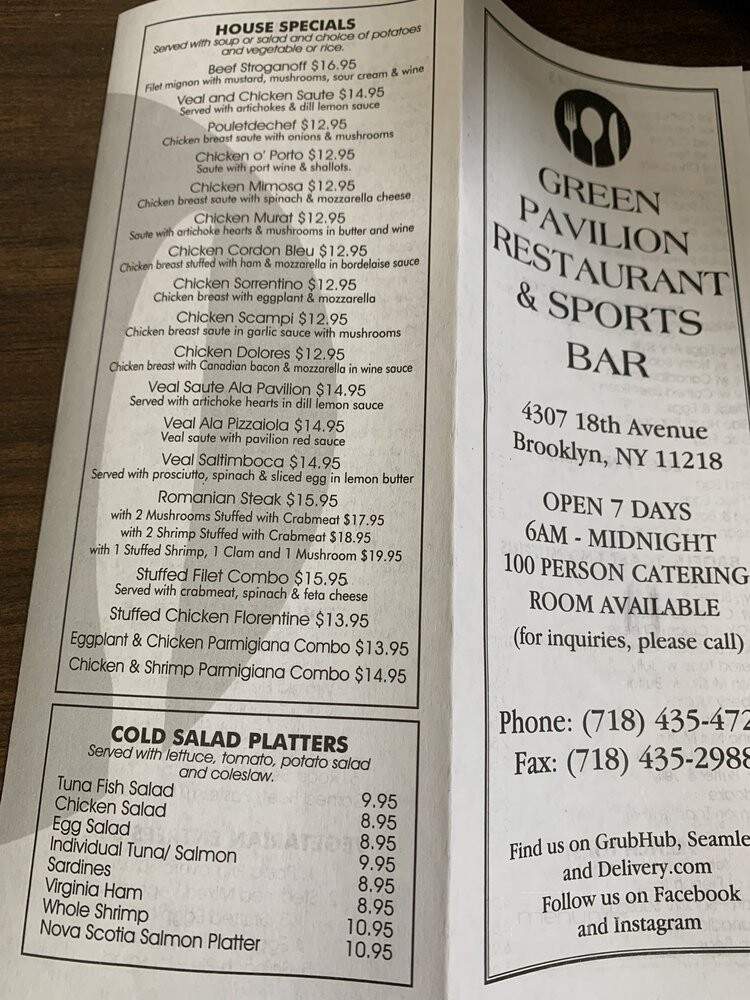 HOUSE SPECIALS
Served with soup or salad and choice of potatoes
and vegetable or rice.
Beef Stroganoff $16.95
Filet mignon with mustard, mushrooms, sour cream & wine
Veal and Chicken Saute $14.95
Served with artichokes & dill lemon sauce
Pouletdechef $12.95
Chicken breast saute with onions & mushrooms
Chicken o' Porto $12.95
Saute with port wine & shallots.
Chicken Mimosa $12.95
Chicken breast saute with spinach & mozzarella cheese
Chicken Murat $12.95
Saute with artichoke hearts & mushrooms in butter and wine
Chicken Cordon Bleu $12.95
Chicken breast stuffed with ham & mozzarella in bordelaise sauce
Chicken Sorrentino $12.95
Chicken breast with eggplant & mozzarella
Chicken Scampi $12.95
Chicken breast saute in garlic sauce with mushrooms
Chicken Dolores $12.95
Chicken breast with Canadian bacon & mozzarella in wine sauce
Veal Saute Ala Pavilion $14.95
Served with artichoke hearts in dill lemon sauce
Veal Ala Pizzaiola $14.95
Veal saute with pavilion red sauce
Veal Saltimboca $14.95
Served with prosciutto, spinach & sliced egg in lemon butter
Romanian Steak $15.95
with 2 Mushrooms Stuffed with Crabmeat $17.95
with 2 Shrimp Stuffed with Crabmeat $18.95
with 1 Stuffed Shrimp, 1 Clam and 1 Mushroom $19.95
Stuffed Filet Combo $15.95
Served with crabmeat, spinach & feta cheese
Stuffed Chicken Florentine $13.95
Eggplant & Chicken Parmigiana Combo $13.95
Chicken & Shrimp Parmigiana Combo $14.95
COLD SALAD PLATTERS
Served with lettuce, tomato, potato salad
and coleslaw.
Tuna Fish Salad 9.95
Chicken Salad 8.95
Egg Salad 8.95
Individual Tuna/ Salmon 9.95
Sardines 8.95
Virginia Ham 8.95
Whole Shrimp 10.95
Nova Scotia Salmon Platter 10.95
GREEN
PAVILION
RESTAURANT
& SPORTS
BAR
4307 18th Avenue
Brooklyn, NY 11218
OPEN 7 DAYS
6AM - MIDNIGHT
100 PERSON CATERING
ROOM AVAILABLE
(for inquiries, please call)
Phone: (718) 435-472
Fax: (718) 435-2988
Find us on GrubHub, Seamle
and Delivery.com
Follow us on Facebook
and Instagram